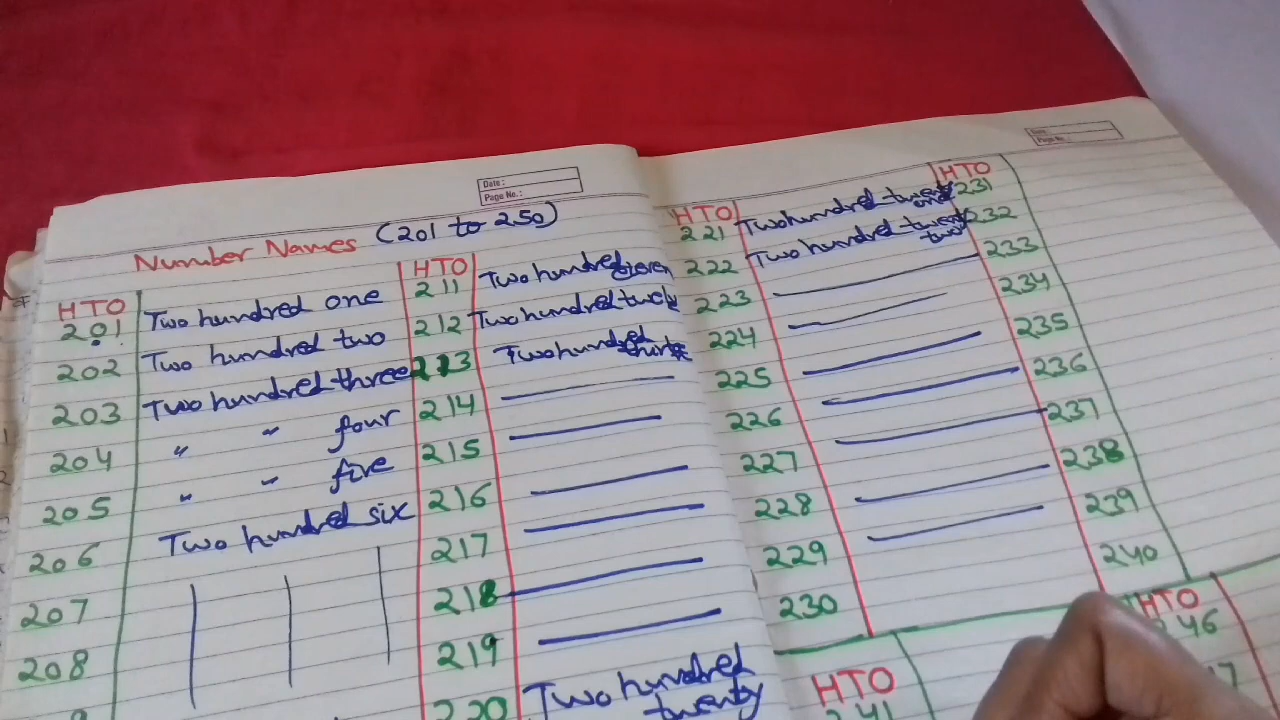 Date:
Page No.:
Number Names (201 to 250)
HTO
201 Two hundred one
202 Two hundred two
203 Two hundred three
204 " " four
205 " " five
206 Two hundred six
207
208
HTO
211 Two hundred eleven
212 Two hundred
213 Two hundred
214
215
216
217
218
219
220 Two hundred
twenty
Date:
Page No.:
HTO
221 Two hundred twenty
one
222 Two hundred twenty
two
223
224
225
226
227
228
229
230
HTO
231
232
233
234
235
236
237
238
239
240
HTO
241
HTO
246